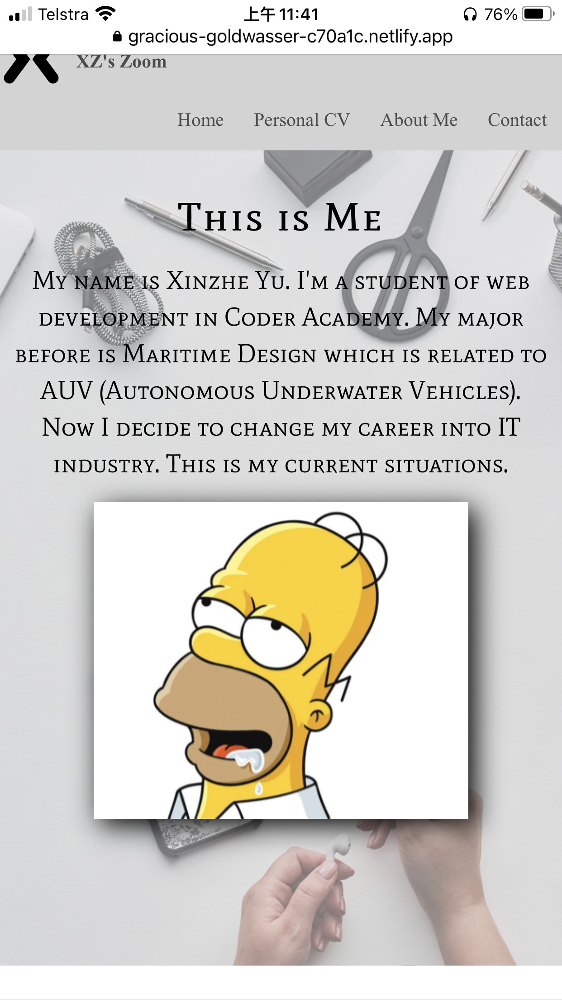 Telstra 上午 11:41 76%
gracious-goldwasser-c70a1c.netlify.app
XZ's Zoom
Home Personal CV About Me Contact
This is Me
My name is Xinzhe Yu. I'm a student of web
development in Coder Academy. My major
before is Maritime Design which is related to
AUV (Autonomous Underwater Vehicles).
Now I decide to change my career into IT
industry. This is my current situations.